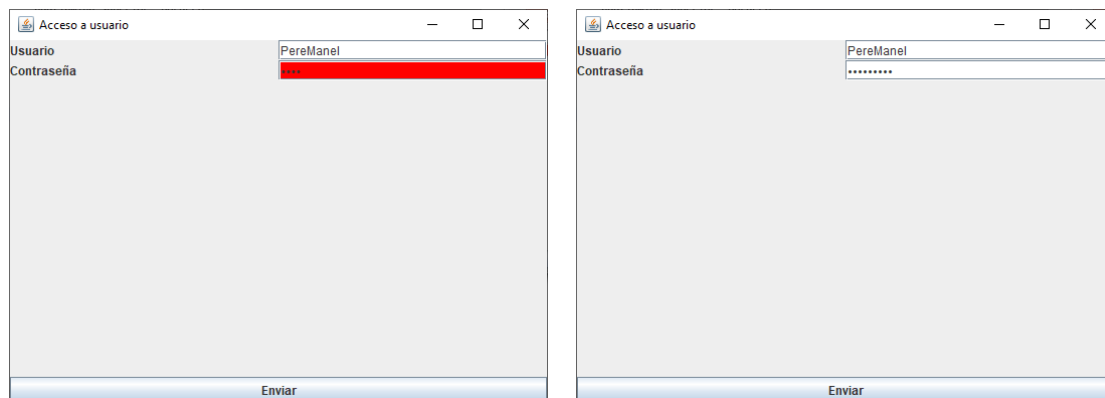 Acceso a usuario
Usuario PereManel
Contraseña ••••
Enviar
Acceso a usuario
Usuario PereManel
Contraseña •••••••••
Enviar